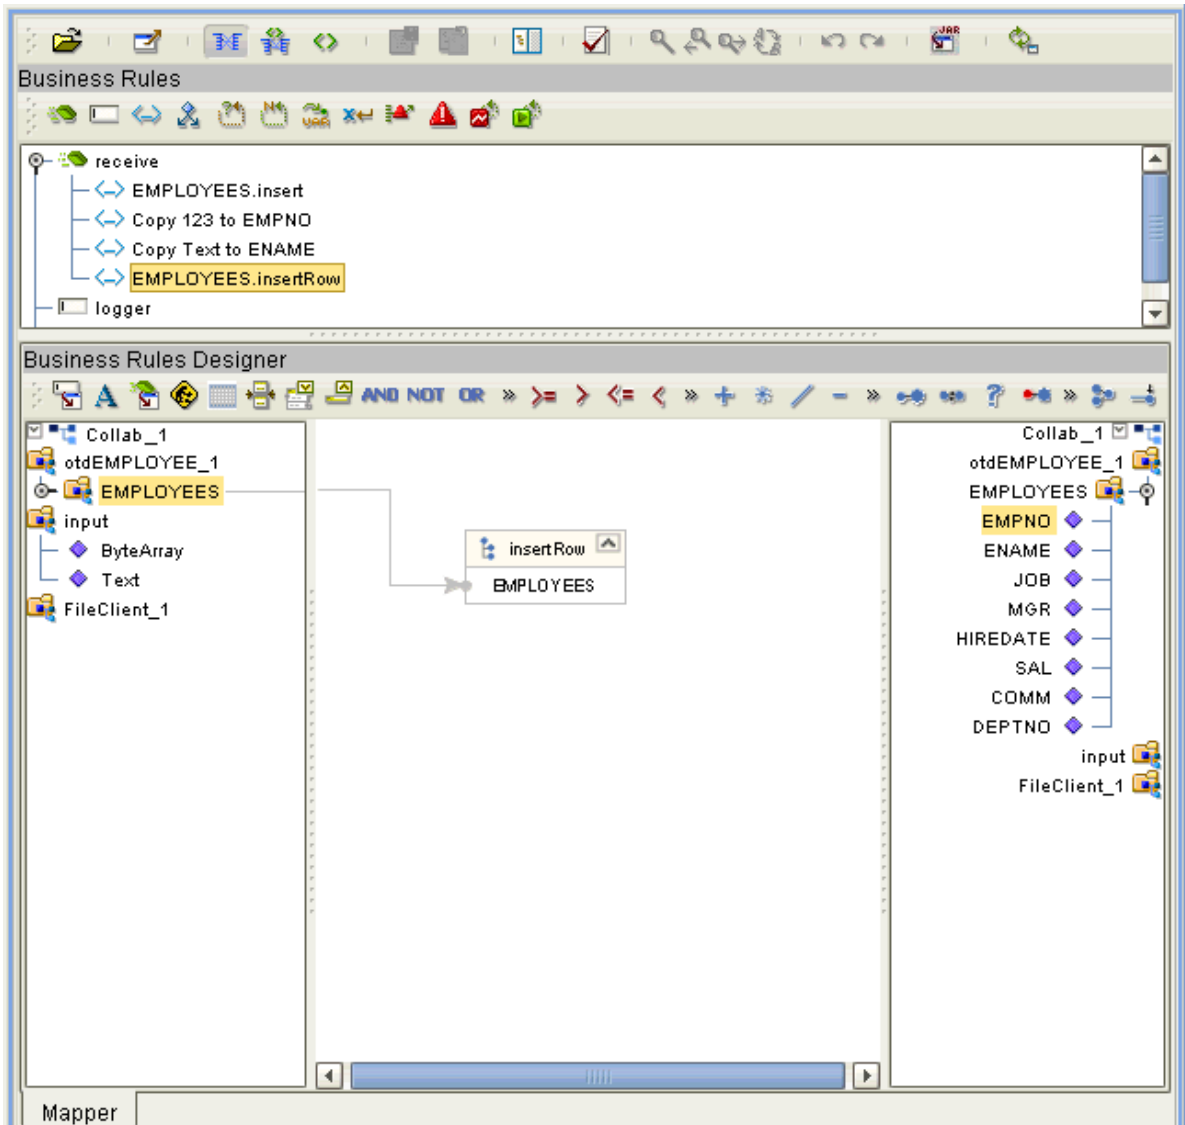 JAR
Business Rules
JAR
receive
EMPLOYEES.insert
Copy 123 to EMPNO
Copy Text to ENAME
EMPLOYEES.insertRow
logger
Business Rules Designer
A AND NOT OR » >= > <= < » + * / - » ? »
Collab_1
otdEMPLOYEE_1
EMPLOYEES
input
ByteArray
Text
FileClient_1
insertRow
EMPLOYEES
Collab_1
otdEMPLOYEE_1
EMPLOYEES
EMPNO
ENAME
JOB
MGR
HIREDATE
SAL
COMM
DEPTNO
input
FileClient_1
Mapper